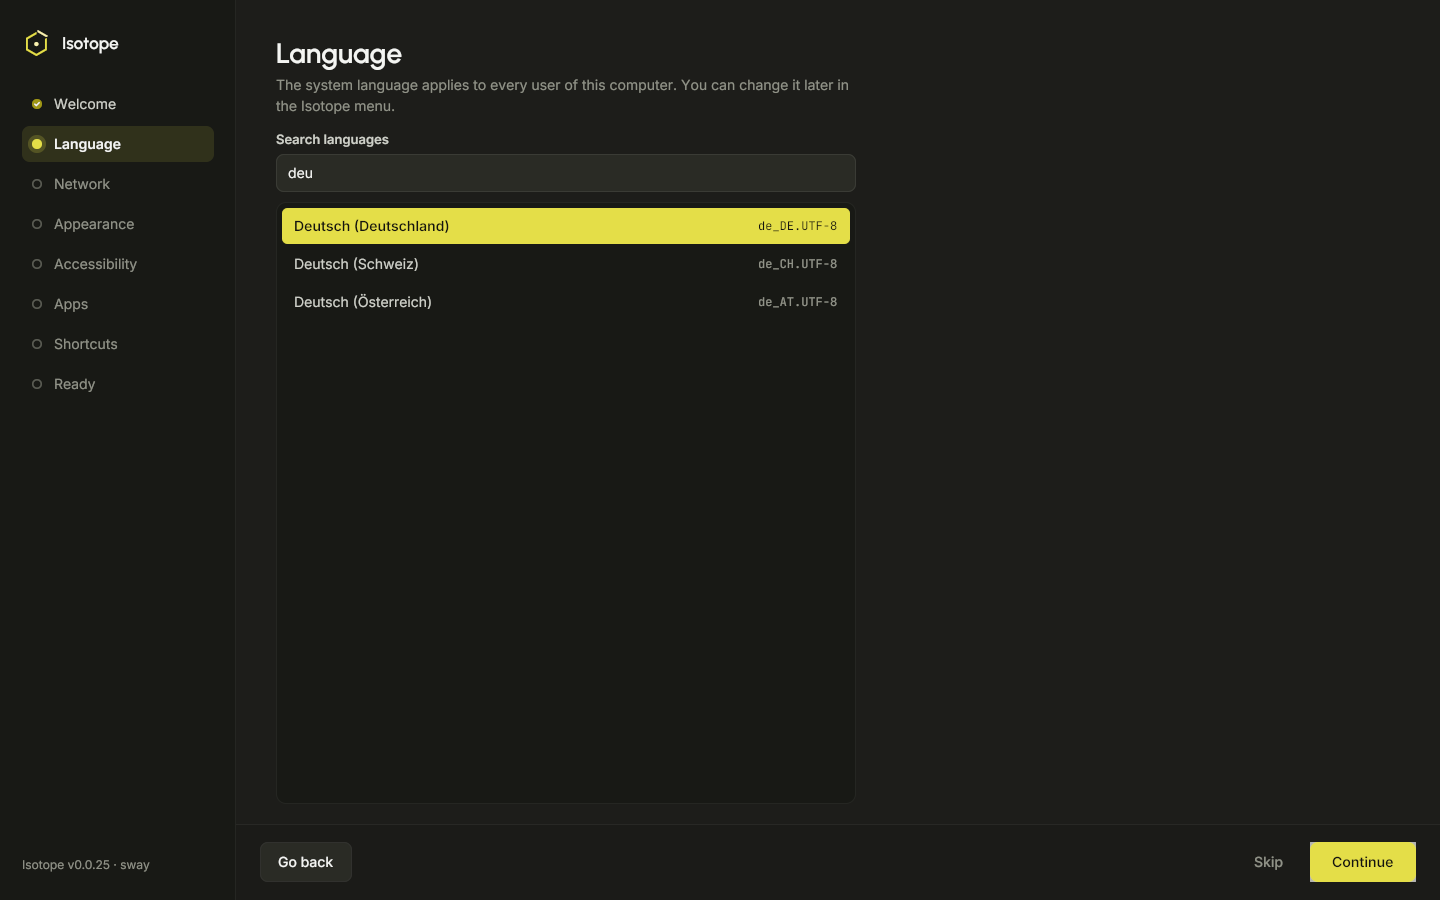 Isotope
Welcome
Language
Network
Appearance
Accessibility
Apps
Shortcuts
Ready
Isotope v0.0.25 · sway
Language
The system language applies to every user of this computer. You can change it later in
the Isotope menu.
Search languages
deu
Deutsch (Deutschland) de_DE.UTF-8
Deutsch (Schweiz) de_CH.UTF-8
Deutsch (Österreich) de_AT.UTF-8
Go back
Skip
Continue